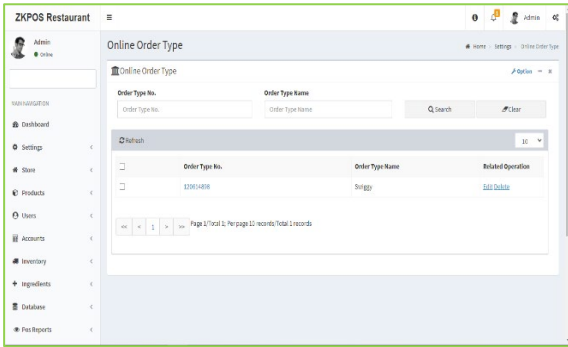 ZKPOS Restaurant
Admin
Admin
Online
Online Order Type
Home
Settings
Online Order Type
Online Order Type
Option
Order Type No.
Order Type Name
Order Type No.
Order Type Name
Search
Clear
MAIN NAVIGATION
Dashboard
Settings
Store
Products
Users
Accounts
Inventory
Ingredients
Database
Pos Reports
Refresh
10
Order Type No.
Order Type Name
Related Operation
Swiggy
Edit Delete
<< < 1 > >> Page 1/Total 1; Per page 10 records/Total 1 records